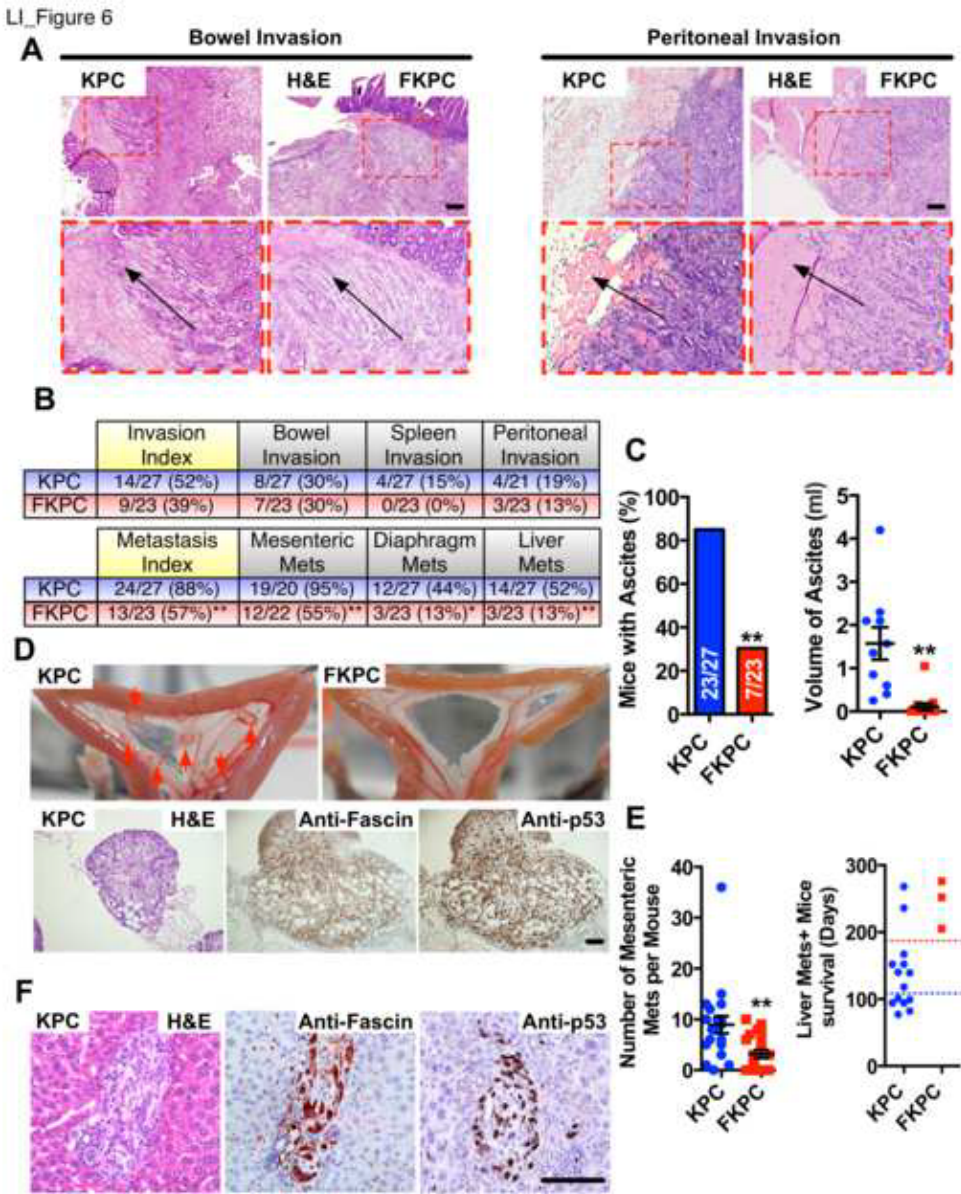 LI_Figure 6
A
Bowel Invasion
Peritoneal Invasion
KPC
H&E
FKPC
KPC
H&E
FKPC
B
Invasion Index
Bowel Invasion
Spleen Invasion
Peritoneal Invasion
KPC 14/27 (52%) 8/27 (30%) 4/27 (15%) 4/21 (19%)
FKPC 9/23 (39%) 7/23 (30%) 0/23 (0%) 3/23 (13%)
Metastasis Index
Mesenteric Mets
Diaphragm Mets
Liver Mets
KPC 24/27 (88%) 19/20 (95%) 12/27 (44%) 14/27 (52%)
FKPC 13/23 (57%)** 12/22 (55%)** 3/23 (13%)* 3/23 (13%)**
C
Mice with Ascites (%)
100
80
60
40
20
0
23/27
**
7/23
KPC
FKPC
Volume of Ascites (ml)
5
4
3
2
1
0
**
KPC
FKPC
D
KPC
FKPC
KPC
H&E
Anti-Fascin
Anti-p53
E
Number of Mesenteric
Mets per Mouse
40
30
20
10
0
**
KPC
FKPC
Liver Mets+ Mice
survival (Days)
300
200
100
0
KPC
FKPC
F
KPC
H&E
Anti-Fascin
Anti-p53